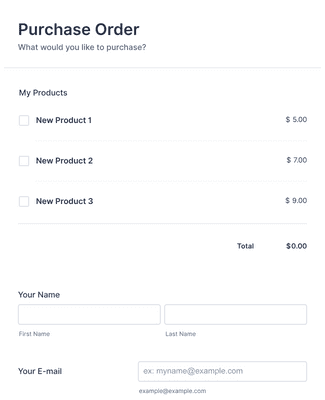 Purchase Order
What would you like to purchase?
My Products
New Product 1 $ 5.00
New Product 2 $ 7.00
New Product 3 $ 9.00
Total $0.00
Your Name
First Name Last Name
Your E-mail ex: myname@example.com
example@example.com